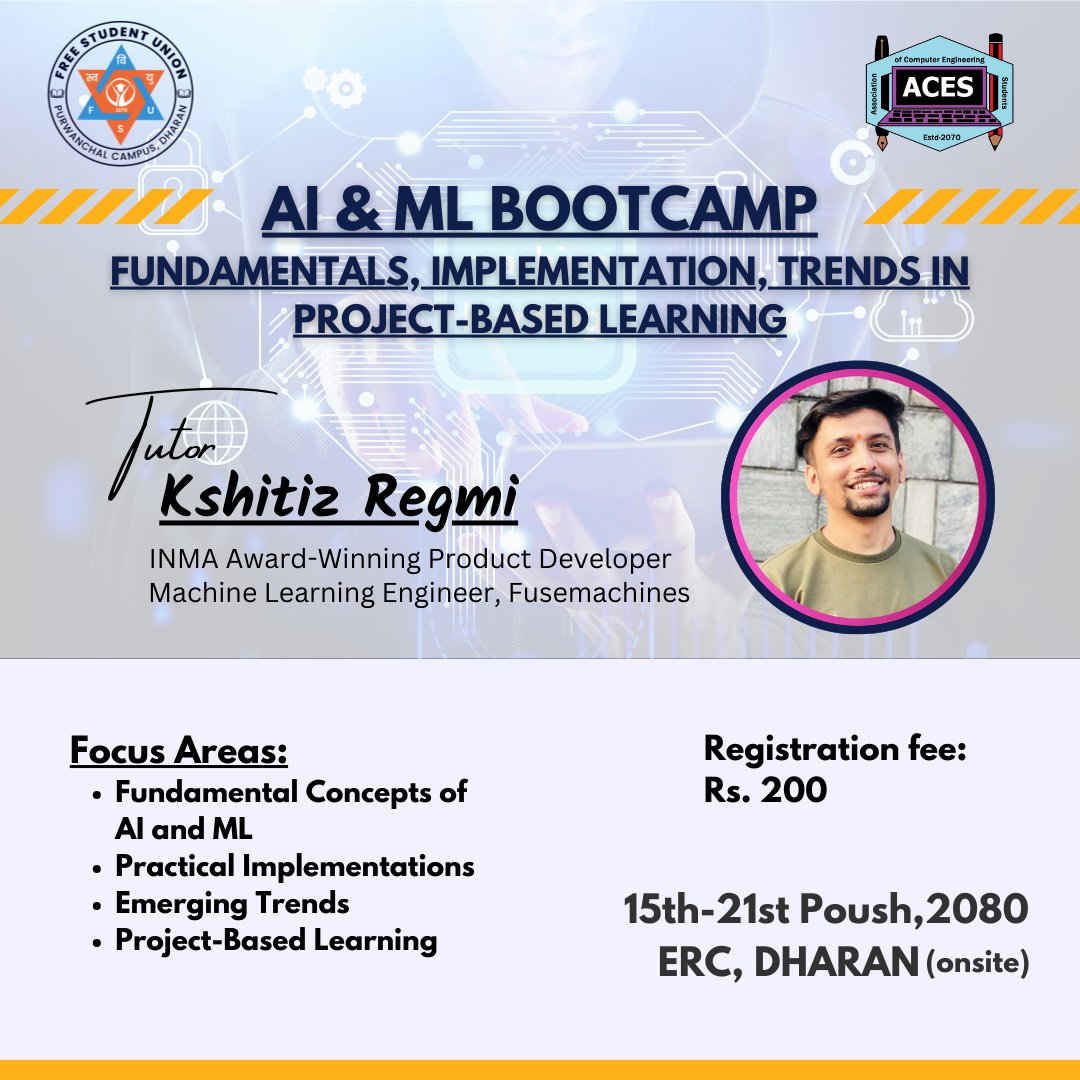 FREE STUDENT UNION
वि
स्व
यु
2078
F
U
S
PURWANCHAL CAMPUS, DHARAN
of Computer Engineering
Association
ACES
Students
Estd-2070
AI & ML BOOTCAMP
FUNDAMENTALS, IMPLEMENTATION, TRENDS IN
PROJECT-BASED LEARNING
Tutor
Kshitiz Regmi
INMA Award-Winning Product Developer
Machine Learning Engineer, Fusemachines
Focus Areas:
• Fundamental Concepts of
AI and ML
• Practical Implementations
• Emerging Trends
• Project-Based Learning
Registration fee:
Rs. 200
15th-21st Poush,2080
ERC, DHARAN (onsite)